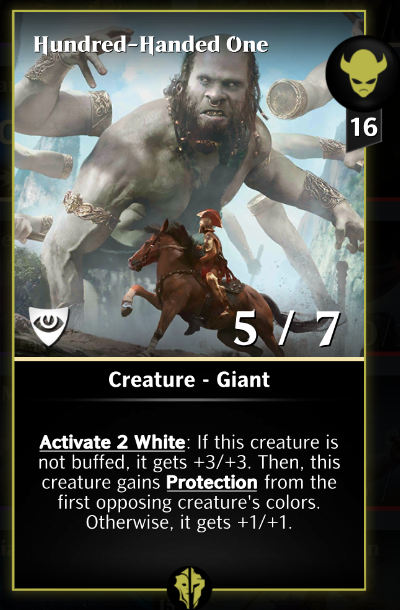 Hundred-Handed One
16
5 / 7
Creature - Giant
Activate 2 White: If this creature is
not buffed, it gets +3/+3. Then, this
creature gains Protection from the
first opposing creature's colors.
Otherwise, it gets +1/+1.